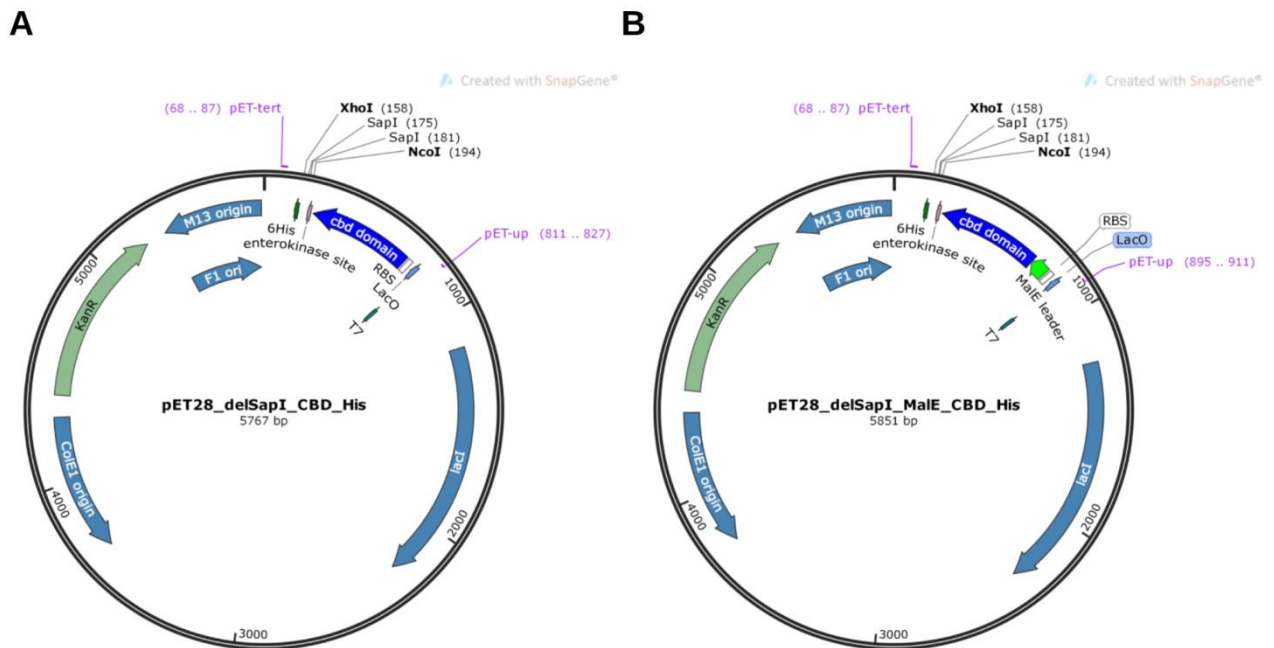 A
Created with SnapGene®
(68 .. 87) pET-tert
XhoI (158)
SapI (175)
SapI (181)
NcoI (194)
M13 origin
6His
enterokinase site
cbd domain
RBS
LacO
pET-up (811 .. 827)
1000
F1 ori
T7
5000
KanR
pET28_delSapI_CBD_His
5767 bp
lacI
ColE1 origin
4000
2000
3000
B
Created with SnapGene®
(68 .. 87) pET-tert
XhoI (158)
SapI (175)
SapI (181)
NcoI (194)
M13 origin
6His
enterokinase site
cbd domain
RBS
LacO
pET-up (895 .. 911)
MalE leader
1000
F1 ori
T7
5000
KanR
pET28_delSapI_MalE_CBD_His
5851 bp
lacI
ColE1 origin
4000
2000
3000